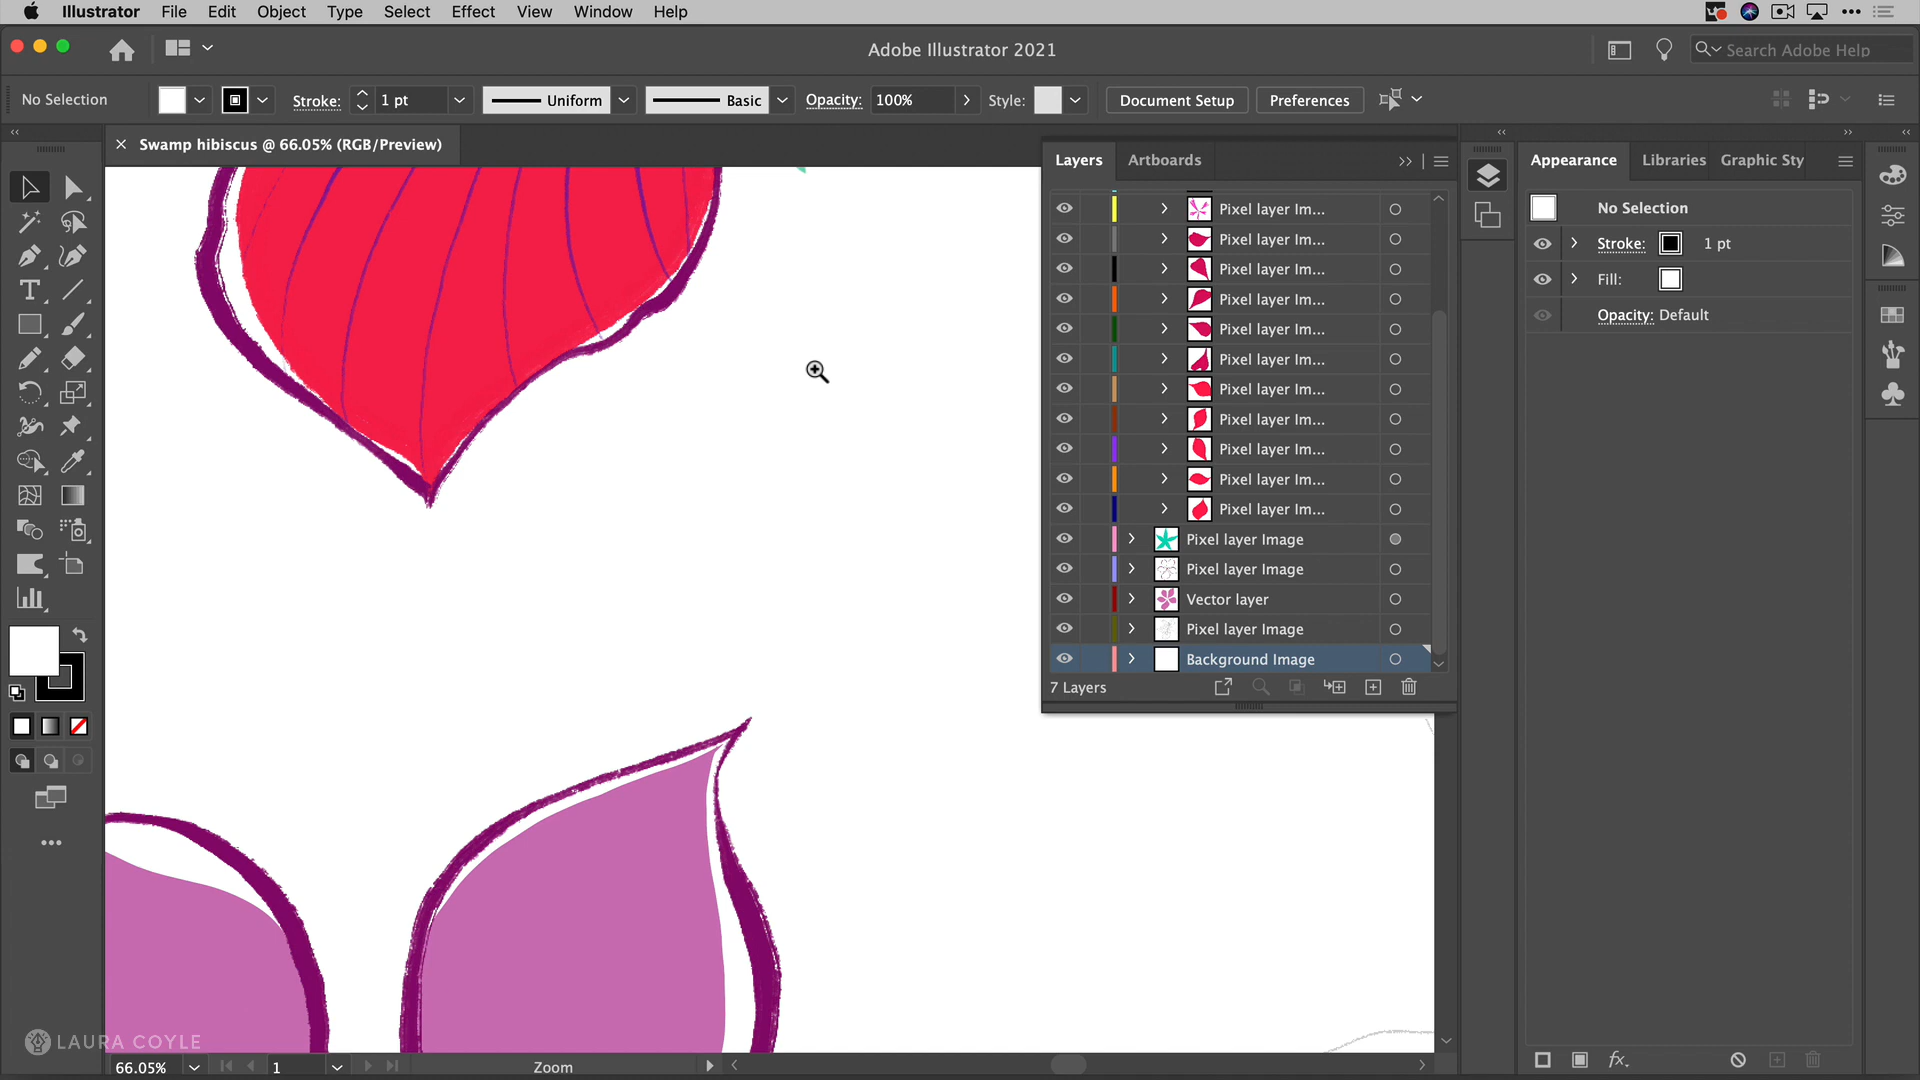 Illustrator File Edit Object Type Select Effect View Window Help
Adobe Illustrator 2021
Search Adobe Help
No Selection
Stroke: 1 pt
Uniform
Basic
Opacity: 100%
Style:
Document Setup
Preferences
Swamp hibiscus @ 66.05% (RGB/Preview)
Layers Artboards
Pixel layer Im...
Pixel layer Im...
Pixel layer Im...
Pixel layer Im...
Pixel layer Im...
Pixel layer Im...
Pixel layer Im...
Pixel layer Im...
Pixel layer Im...
Pixel layer Im...
Pixel layer Im...
Pixel layer Image
Pixel layer Image
Vector layer
Pixel layer Image
Background Image
7 Layers
Appearance Libraries Graphic Sty
No Selection
Stroke: 1 pt
Fill:
Opacity: Default
fx.
LAURA COYLE
66.05% 1 Zoom